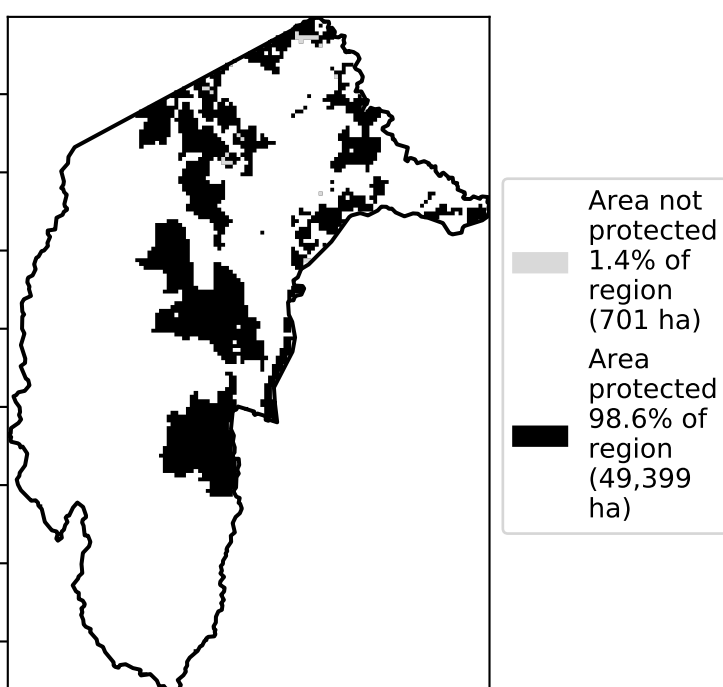 Area not
protected
1.4% of
region
(701 ha)
Area
protected
98.6% of
region
(49,399
ha)